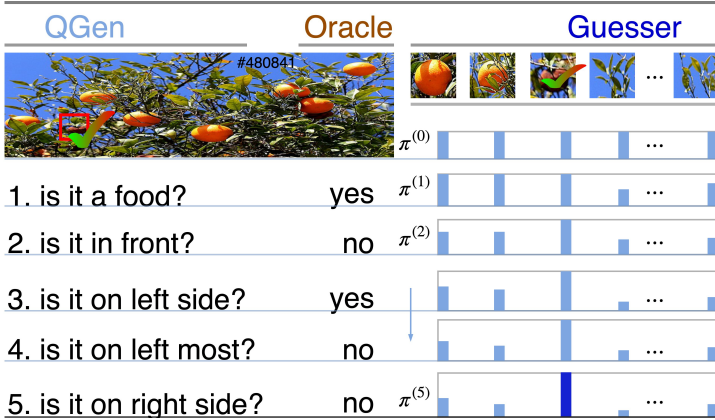 QGen Oracle Guesser
#480841
...
π(0) ...
1. is it a food? yes π(1) ...
2. is it in front? no π(2) ...
3. is it on left side? yes ...
4. is it on left most? no ...
5. is it on right side? no π(5) ...